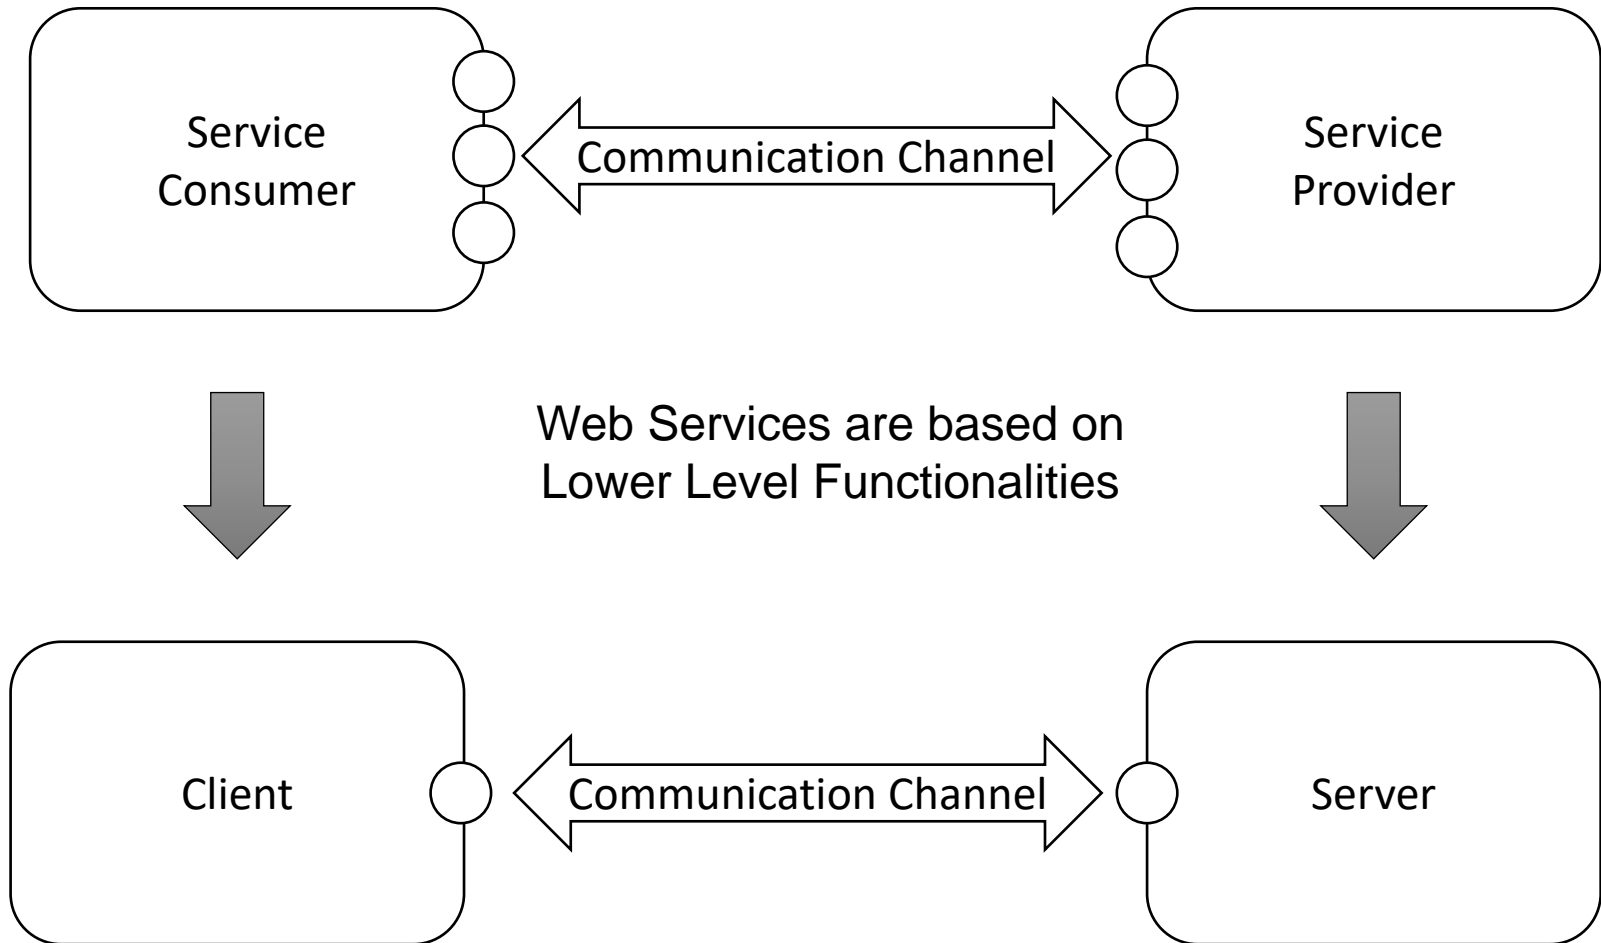 Service
Consumer
Communication Channel
Service
Provider
Web Services are based on
Lower Level Functionalities
Client
Communication Channel
Server